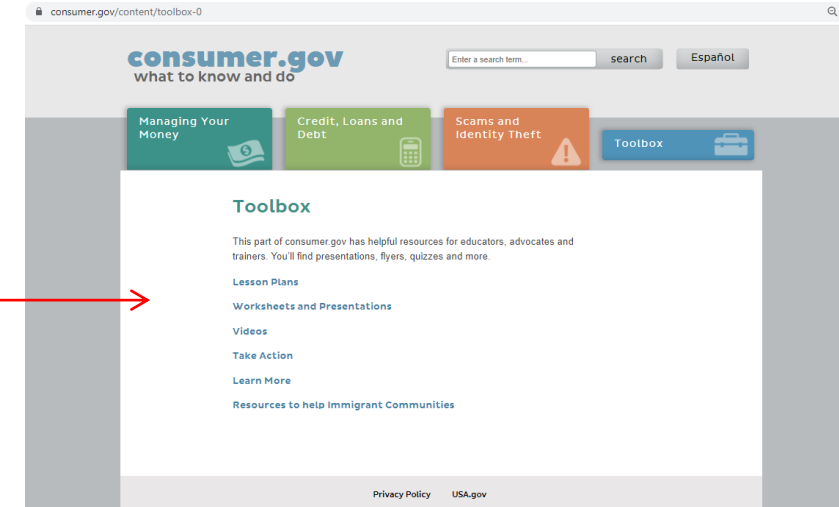 consumer.gov/content/toolbox-0
consumer.gov
what to know and do
Enter a search term...
search
Español
Managing Your
Money
Credit, Loans and
Debt
Scams and
Identity Theft
Toolbox
Toolbox
This part of consumer.gov has helpful resources for educators, advocates and
trainers. You'll find presentations, flyers, quizzes and more.
Lesson Plans
Worksheets and Presentations
Videos
Take Action
Learn More
Resources to help Immigrant Communities
Privacy Policy
USA.gov